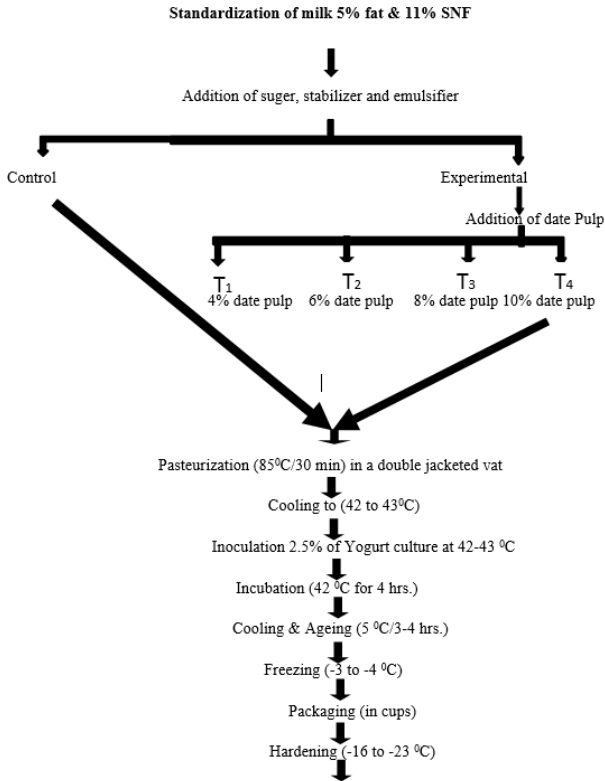 Standardization of milk 5% fat & 11% SNF
Addition of suger, stabilizer and emulsifier
Control
Experimental
Addition of date Pulp
T1 T2 T3 T4
4% date pulp 6% date pulp 8% date pulp 10% date pulp
Pasteurization (85⁰C/30 min) in a double jacketed vat
Cooling to (42 to 43⁰C)
Inoculation 2.5% of Yogurt culture at 42-43 ⁰C
Incubation (42 ⁰C for 4 hrs.)
Cooling & Ageing (5 ⁰C/3-4 hrs.)
Freezing (-3 to -4 ⁰C)
Packaging (in cups)
Hardening (-16 to -23 ⁰C)